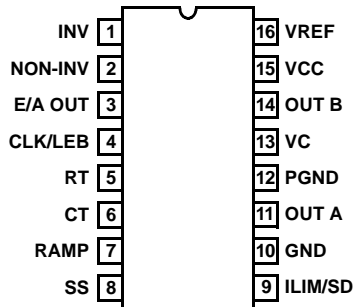 INV 1 16 VREF
NON-INV 2 15 VCC
E/A OUT 3 14 OUT B
CLK/LEB 4 13 VC
RT 5 12 PGND
CT 6 11 OUT A
RAMP 7 10 GND
SS 8 9 ILIM/SD